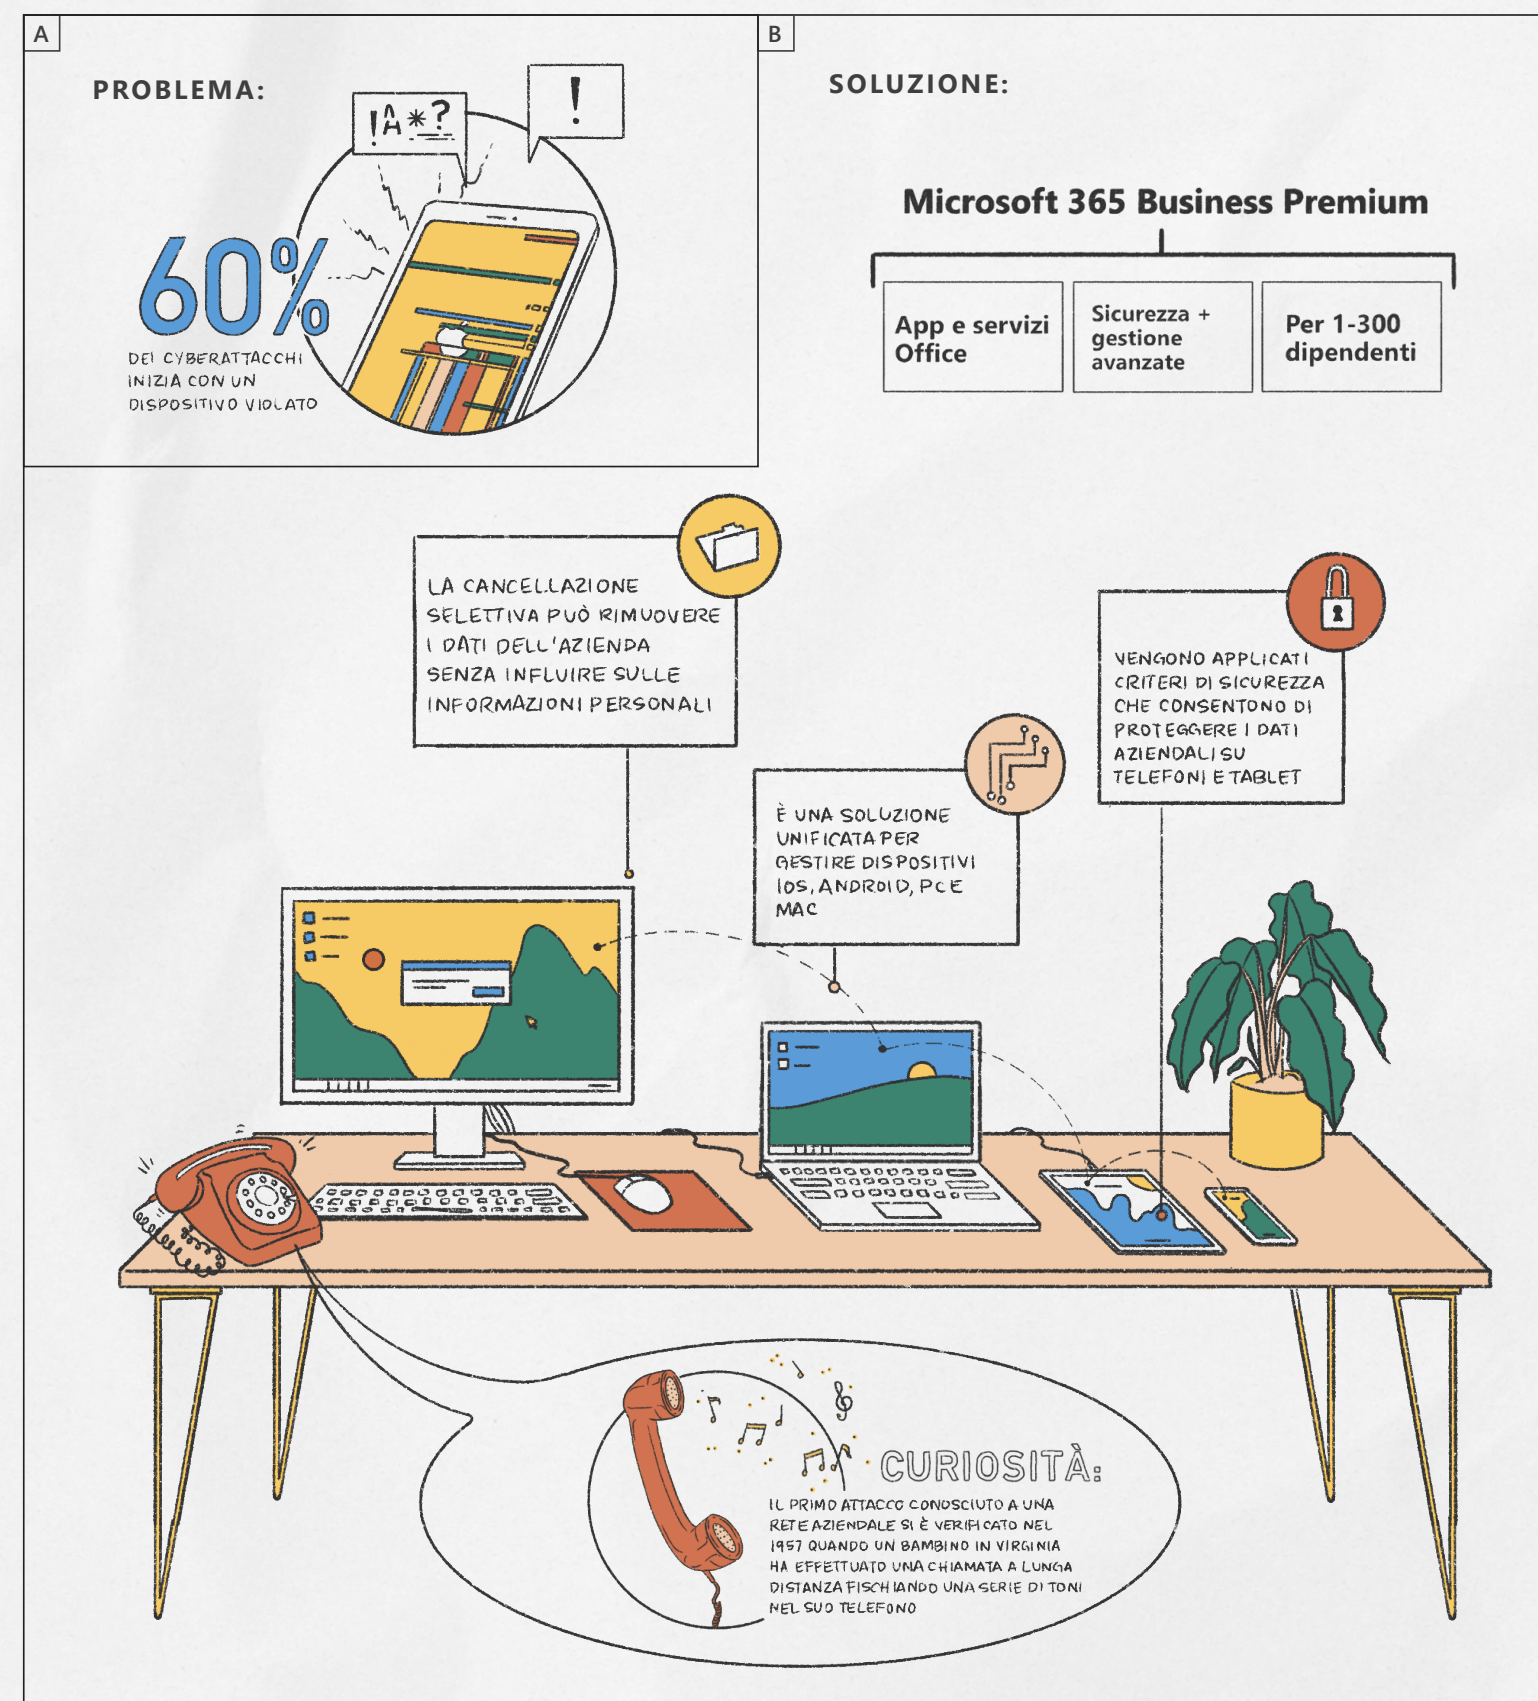 A
PROBLEMA:
!A*?
!
60%
DEI CYBERATTACCHI
INIZIA CON UN
DISPOSITIVO VIOLATO
B
SOLUZIONE:
Microsoft 365 Business Premium
App e servizi
Office
Sicurezza +
gestione
avanzate
Per 1-300
dipendenti
LA CANCELLAZIONE
SELETTIVA PUÒ RIMUOVERE
I DATI DELL'AZIENDA
SENZA INFLUIRE SULLE
INFORMAZIONI PERSONALI
È UNA SOLUZIONE
UNIFICATA PER
GESTIRE DISPOSITIVI
IOS, ANDROID, PC E
MAC
VENGONO APPLICATI
CRITERI DI SICUREZZA
CHE CONSENTONO DI
PROTEGGERE I DATI
AZIENDALI SU
TELEFONI E TABLET
CURIOSITÀ:
IL PRIMO ATTACCO CONOSCIUTO A UNA
RETE AZIENDALE SI È VERIFICATO NEL
1957 QUANDO UN BAMBINO IN VIRGINIA
HA EFFETTUATO UNA CHIAMATA A LUNGA
DISTANZA FISCHIANDO UNA SERIE DI TONI
NEL SUO TELEFONO